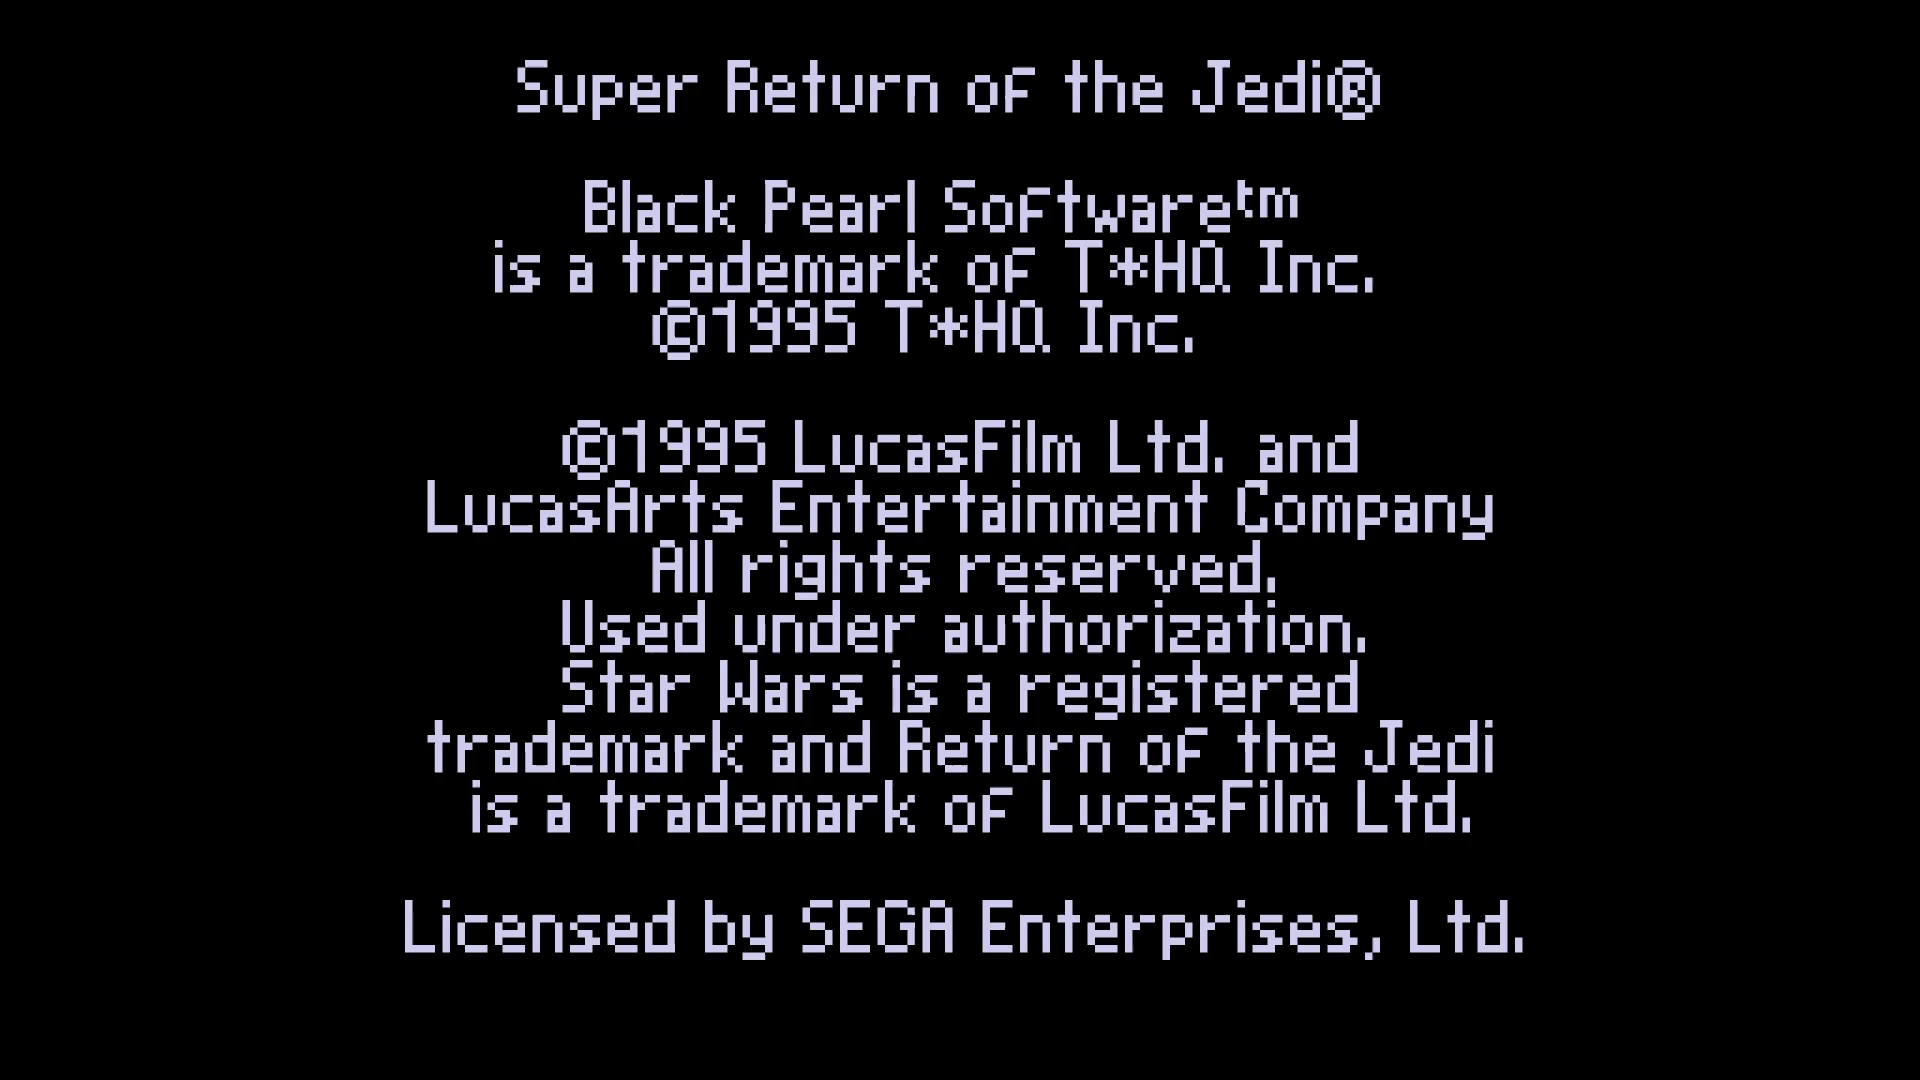 Super Return of the Jedi®
Black Pearl Software™
is a trademark of T*HQ Inc.
©1995 T*HQ Inc.
©1995 LucasFilm Ltd. and
LucasArts Entertainment Company
All rights reserved.
Used under authorization.
Star Wars is a registered
trademark and Return of the Jedi
is a trademark of LucasFilm Ltd.
Licensed by SEGA Enterprises, Ltd.